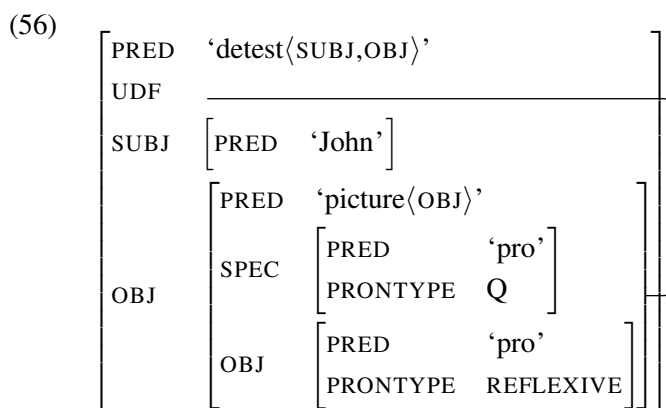 (56)
PRED ‘detest⟨SUBJ,OBJ⟩’
UDF
SUBJ [PRED ‘John’]
PRED ‘picture⟨OBJ⟩’
SPEC PRED ‘pro’
PRONTYPE Q
OBJ
OBJ PRED ‘pro’
PRONTYPE REFLEXIVE